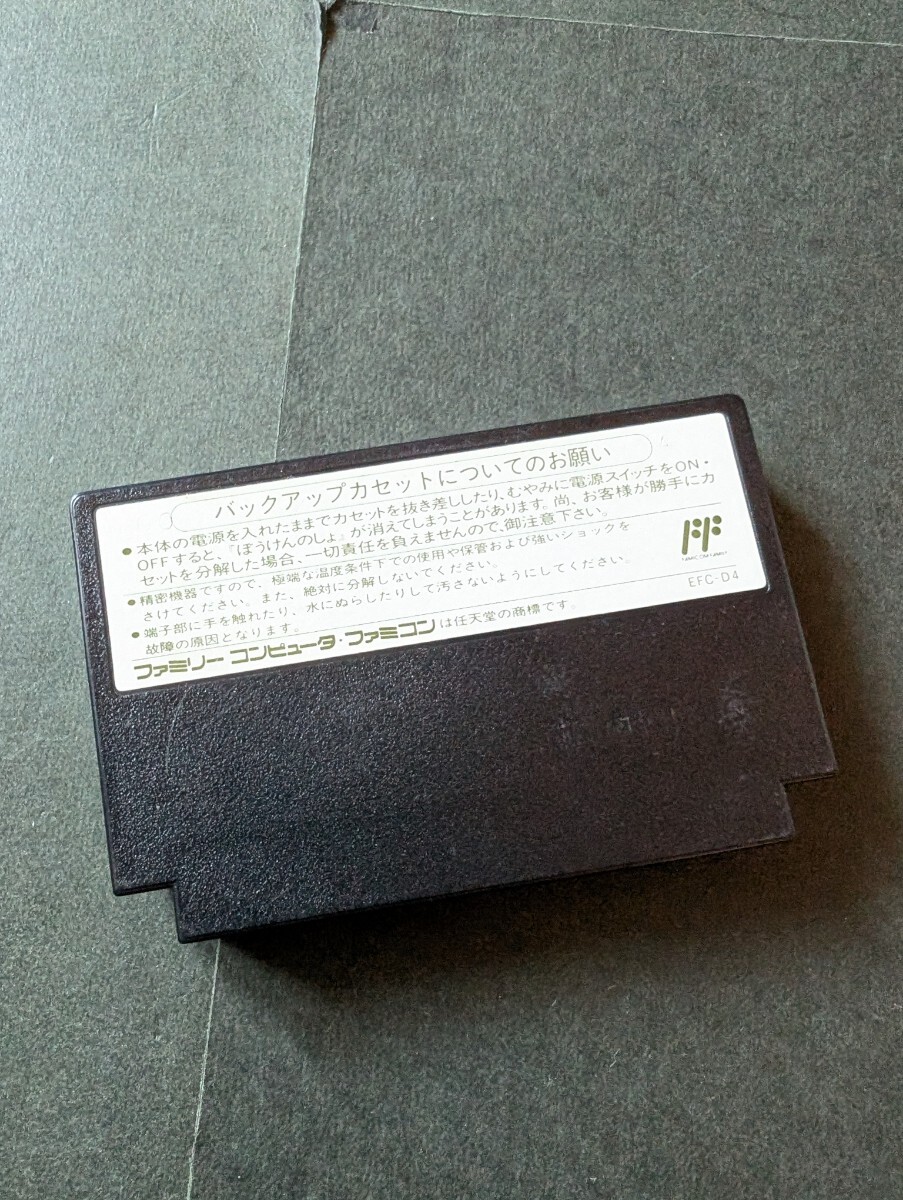 バックアップカセットについてのお願い
●本体の電源を入れたままでカセットを抜き差ししたり、むやみに電源スイッチをON・
OFFすると、『ぼうけんのしょ』が消えてしまうことがあります。尚、お客様が勝手にカ
セットを分解した場合、一切責任を負えませんので、御注意下さい。
●精密機器ですので、極端な温度条件下での使用や保管および強いショックを
さけてください。また、絶対に分解しないでください。
●端子部に手を触れたり、水にぬらしたりして汚さないようにしてください。
故障の原因となります。
ファミリーコンピュータ・ファミコンは任天堂の商標です。
FF
FAMICOM FAMILY
EFC-D4